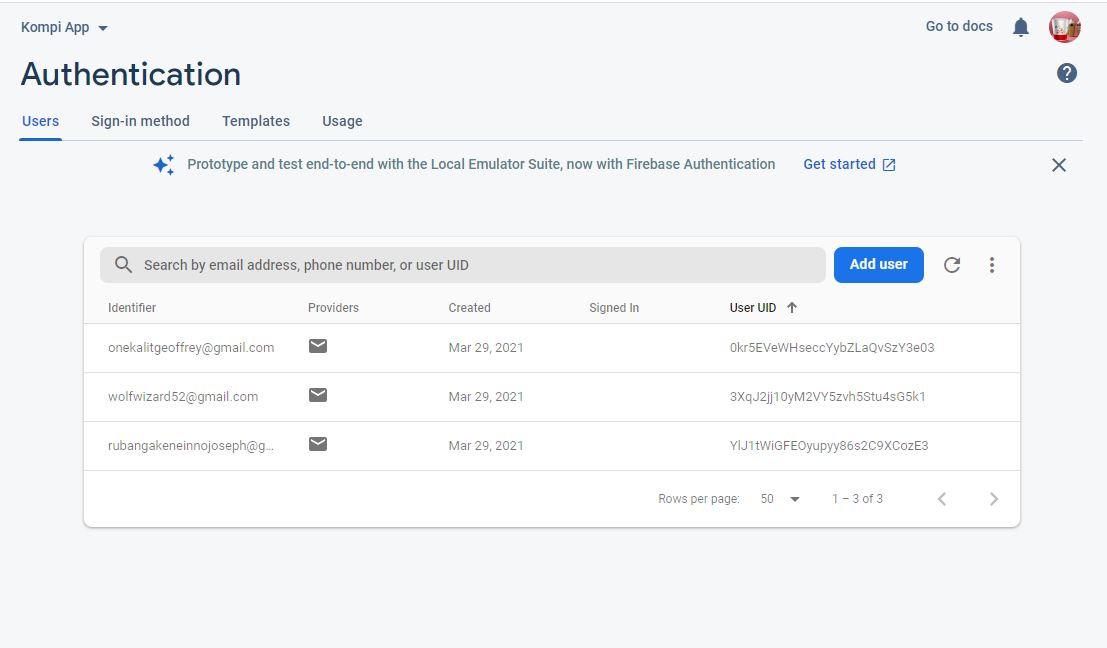 Kompi App
Go to docs
Authentication
Users Sign-in method Templates Usage
Prototype and test end-to-end with the Local Emulator Suite, now with Firebase Authentication Get started
Search by email address, phone number, or user UID Add user
Identifier Providers Created Signed In User UID
onekalitgeoffrey@gmail.com Mar 29, 2021 0kr5EVeWHseccYybZLaQvSzY3e03
wolfwizard52@gmail.com Mar 29, 2021 3XqJ2jj10yM2VY5zvh5Stu4sG5k1
rubangakeneinnojoseph@g... Mar 29, 2021 YlJ1tWiGFEOyupyy86s2C9XCozE3
Rows per page: 50 1 – 3 of 3